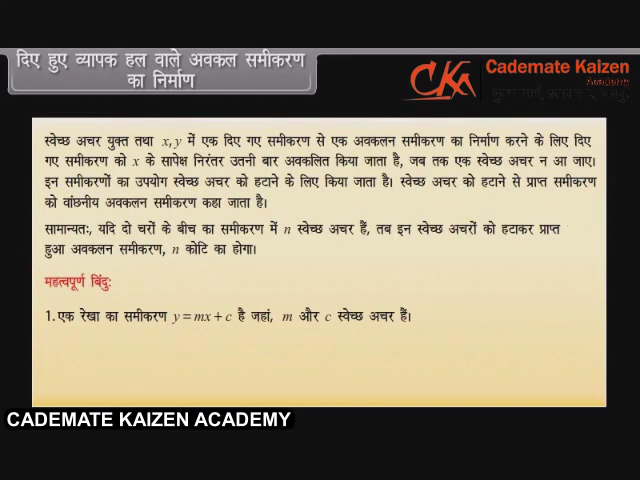 दिए हुए व्यापक हल वाले अवकल समीकरण
का निर्माण
CKA
Cademate Kaizen
Academy
स्वेच्छ अचर युक्त तथा x, y में एक दिए गए समीकरण से एक अवकलन समीकरण का निर्माण करने के लिए दिए
गए समीकरण को x के सापेक्ष निरंतर उतनी बार अवकलित किया जाता है, जब तक एक स्वेच्छ अचर न आ जाए।
इन समीकरणों का उपयोग स्वेच्छ अचर को हटाने के लिए किया जाता है। स्वेच्छ अचर को हटाने से प्राप्त समीकरण
को वांछनीय अवकलन समीकरण कहा जाता है।
सामान्यतः, यदि दो चरों के बीच का समीकरण में n स्वेच्छ अचर हैं, तब इन स्वेच्छ अचरों को हटाकर प्राप्त
हुआ अवकलन समीकरण, n कोटि का होगा।
महत्वपूर्ण बिंदुः
1. एक रेखा का समीकरण y = mx + c है जहां, m और c स्वेच्छ अचर हैं।
CADEMATE KAIZEN ACADEMY